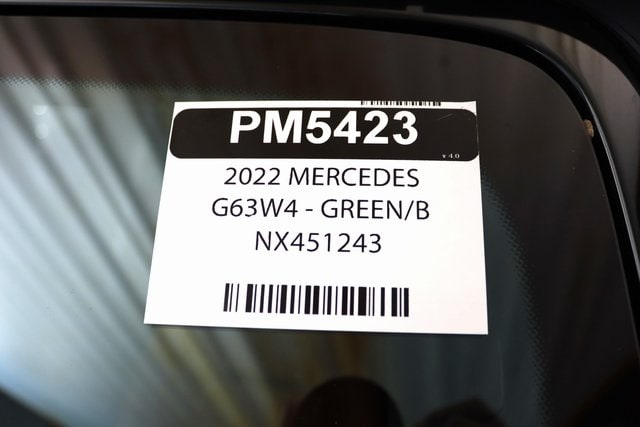 PM5423
v 4.0
2022 MERCEDES
G63W4 - GREEN/B
NX451243